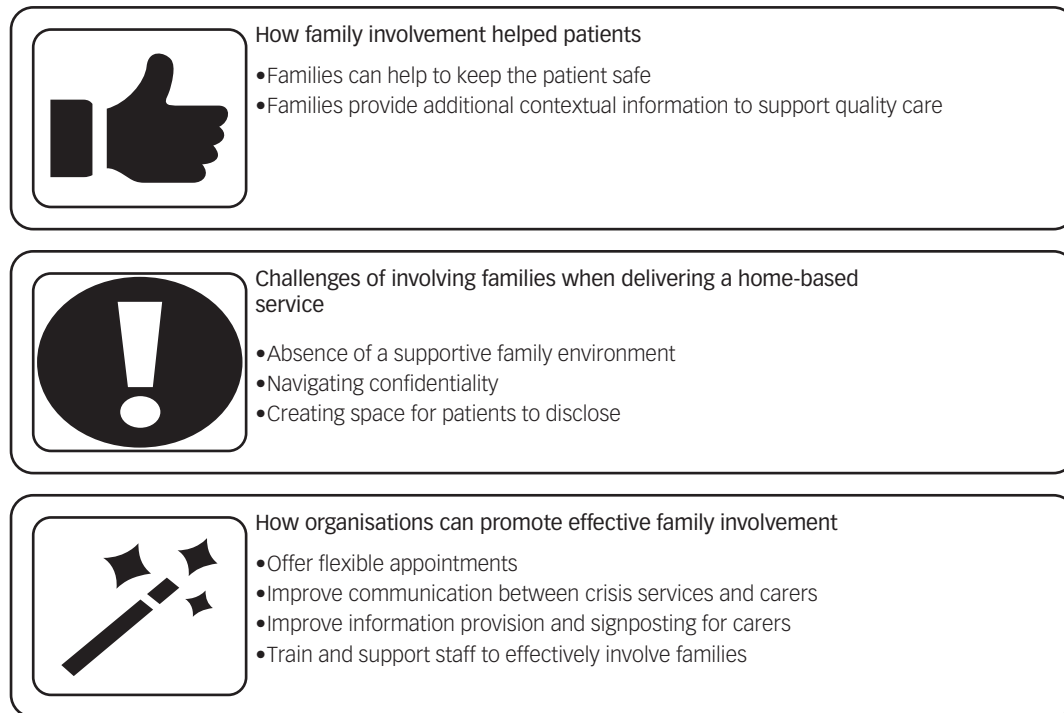 How family involvement helped patients
•Families can help to keep the patient safe
•Families provide additional contextual information to support quality care
Challenges of involving families when delivering a home-based
service
•Absence of a supportive family environment
•Navigating confidentiality
•Creating space for patients to disclose
How organisations can promote effective family involvement
•Offer flexible appointments
•Improve communication between crisis services and carers
•Improve information provision and signposting for carers
•Train and support staff to effectively involve families